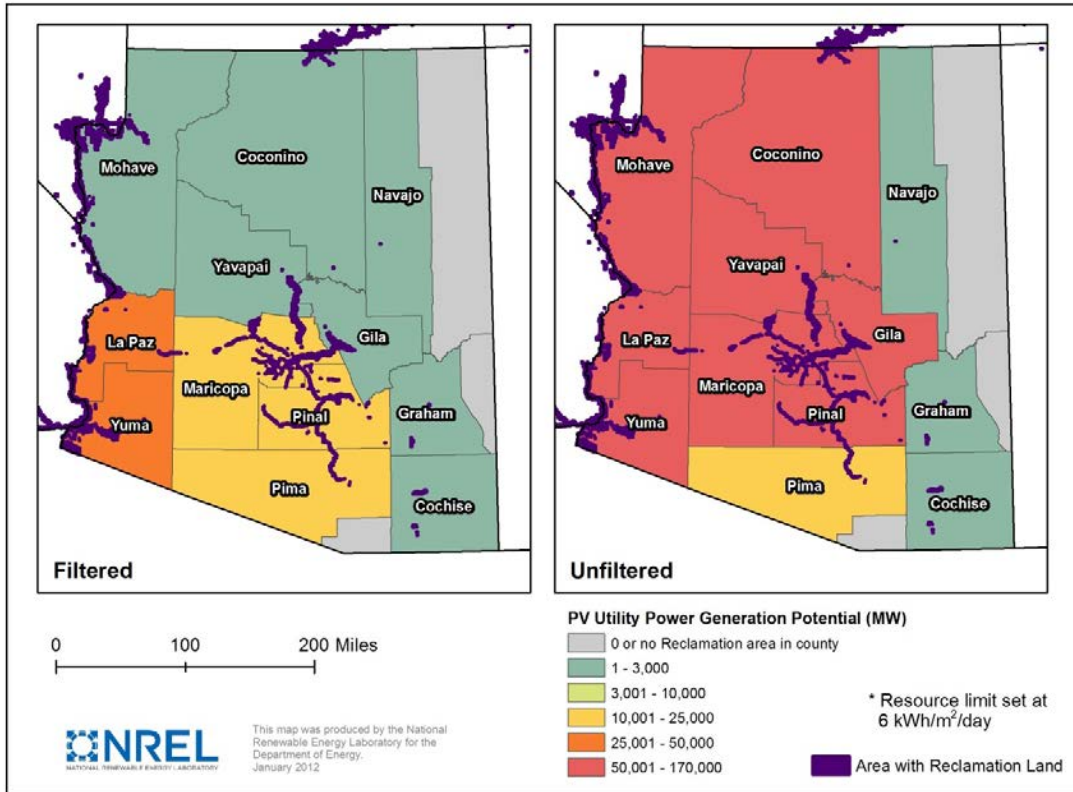 Mohave
Coconino
Navajo
Yavapai
La Paz
Gila
Maricopa
Yuma
Pinal
Graham
Pima
Cochise
Filtered
Mohave
Coconino
Navajo
Yavapai
La Paz
Gila
Maricopa
Yuma
Pinal
Graham
Pima
Cochise
Unfiltered
0 100 200 Miles
NREL
NATIONAL RENEWABLE ENERGY LABORATORY
This map was produced by the National
Renewable Energy Laboratory for the
Department of Energy.
January 2012
PV Utility Power Generation Potential (MW)
0 or no Reclamation area in county
1 - 3,000
3,001 - 10,000
10,001 - 25,000
25,001 - 50,000
50,001 - 170,000
* Resource limit set at
6 kWh/m²/day
Area with Reclamation Land